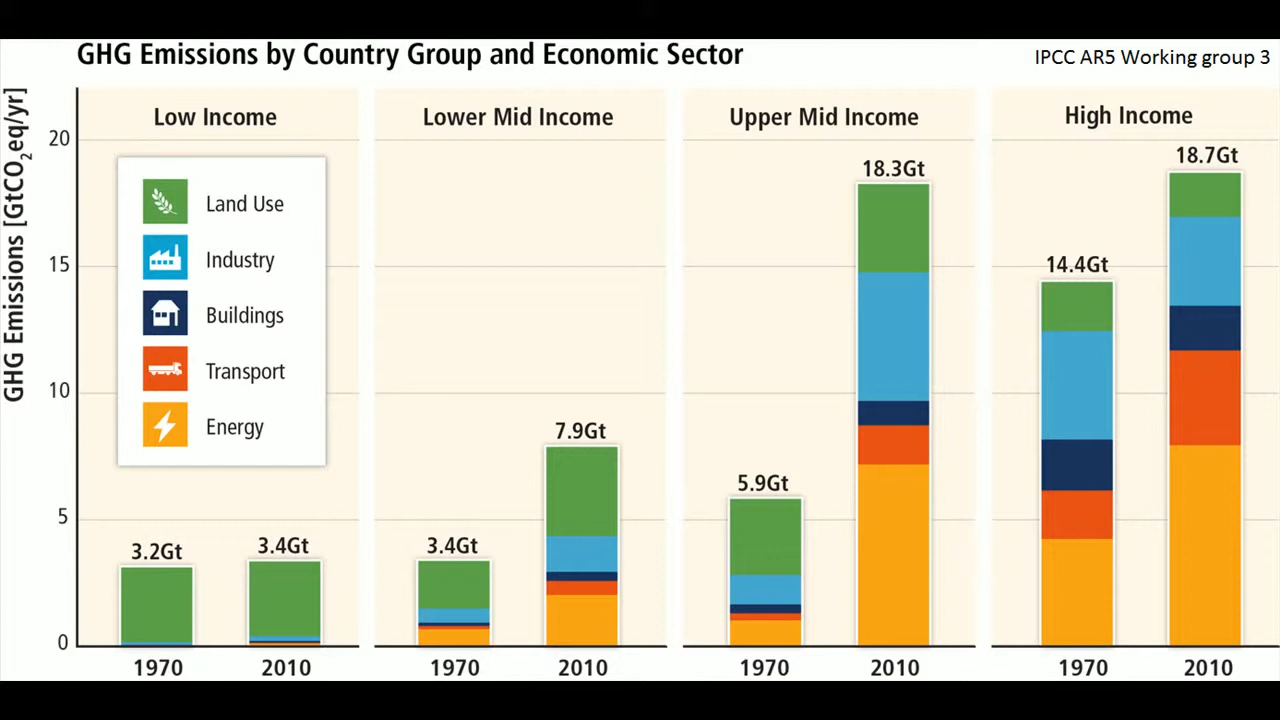 GHG Emissions by Country Group and Economic Sector
IPCC AR5 Working group 3
GHG Emissions [GtCO₂eq/yr]
20
15
10
5
0
Low Income
Land Use
Industry
Buildings
Transport
Energy
3.2Gt
3.4Gt
1970
2010
Lower Mid Income
3.4Gt
7.9Gt
1970
2010
Upper Mid Income
5.9Gt
18.3Gt
1970
2010
High Income
14.4Gt
18.7Gt
1970
2010